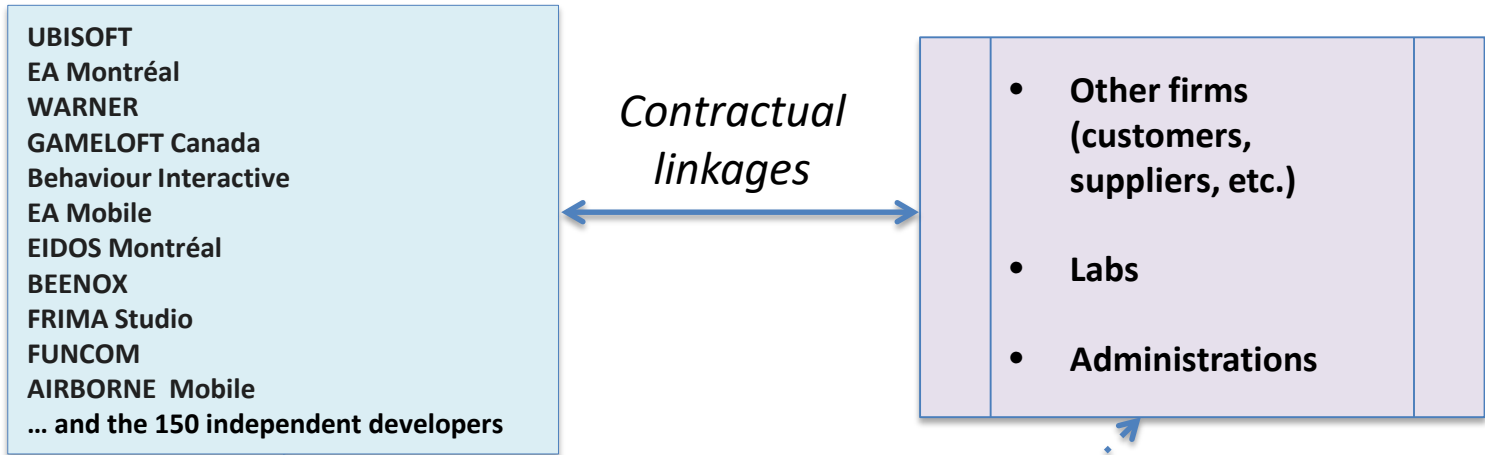 UBISOFT
EA Montréal
WARNER
GAMELOFT Canada
Behaviour Interactive
EA Mobile
EIDOS Montréal
BEENOX
FRIMA Studio
FUNCOM
AIRBORNE Mobile
… and the 150 independent developers
Contractual
linkages
• Other firms
(customers,
suppliers, etc.)
• Labs
• Administrations